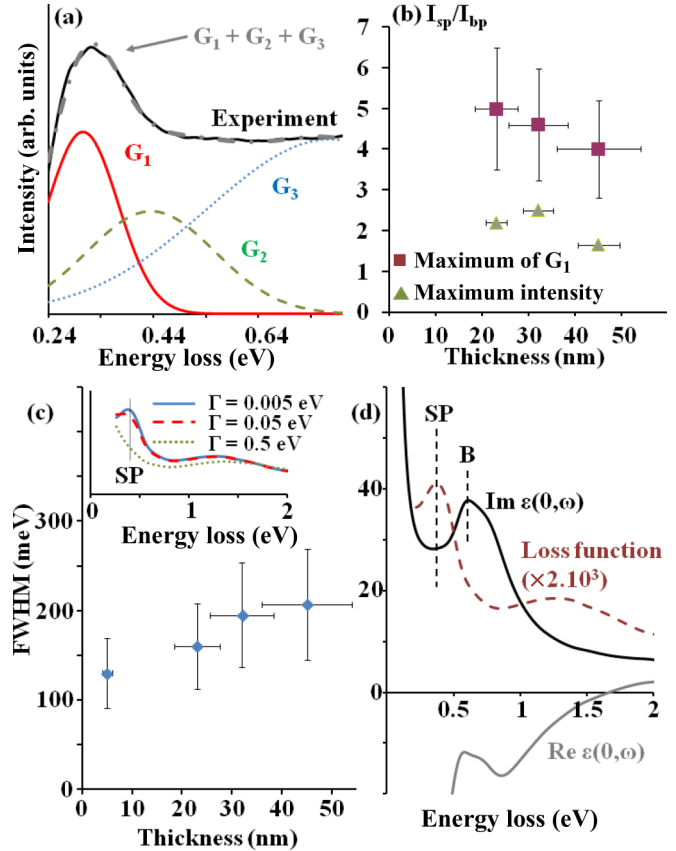 (a)
G₁ + G₂ + G₃
Experiment
G₁
G₃
G₂
Intensity (arb. units)
0.24 0.44 0.64
Energy loss (eV)
(b) I_sp/I_bp
7
6
5
4
3
2
1
0
Maximum of G₁
Maximum intensity
0 10 20 30 40 50
Thickness (nm)
(c)
Γ = 0.005 eV
Γ = 0.05 eV
Γ = 0.5 eV
SP
0 1 2
Energy loss (eV)
FWHM (meV)
300
200
100
0
0 10 20 30 40 50
Thickness (nm)
(d)
SP
B
Im ε(0,ω)
Loss function
(×2.10³)
40
20
0
0.5 1 1.5 2
Re ε(0,ω)
Energy loss (eV)